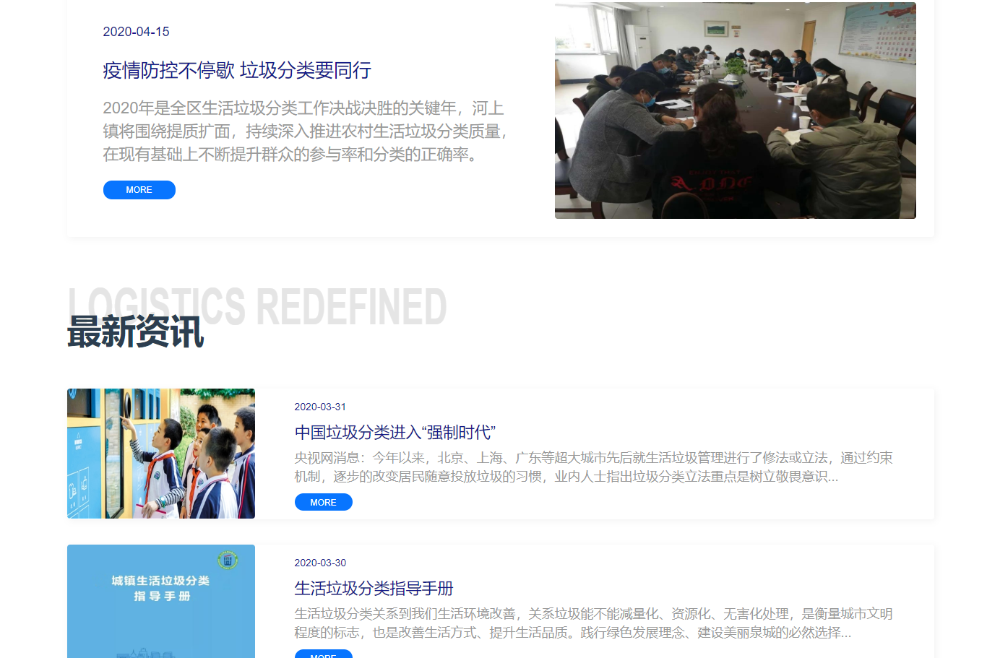 2020-04-15
疫情防控不停歇 垃圾分类要同行
2020年是全区生活垃圾分类工作决战决胜的关键年，河上
镇将围绕提质扩面，持续深入推进农村生活垃圾分类质量，
在现有基础上不断提升群众的参与率和分类的正确率。
MORE
LOGISTICS REDEFINED
最新资讯
2020-03-31
中国垃圾分类进入“强制时代”
央视网消息：今年以来，北京、上海、广东等超大城市先后就生活垃圾管理进行了修法或立法，通过约束
机制，逐步的改变居民随意投放垃圾的习惯，业内人士指出垃圾分类立法重点是树立敬畏意识...
MORE
城镇生活垃圾分类
指导手册
2020-03-30
生活垃圾分类指导手册
生活垃圾分类关系到我们生活环境改善，关系垃圾能不能减量化、资源化、无害化处理，是衡量城市文明
程度的标志，也是改善生活方式、提升生活品质。践行绿色发展理念、建设美丽泉城的必然选择...
MORE